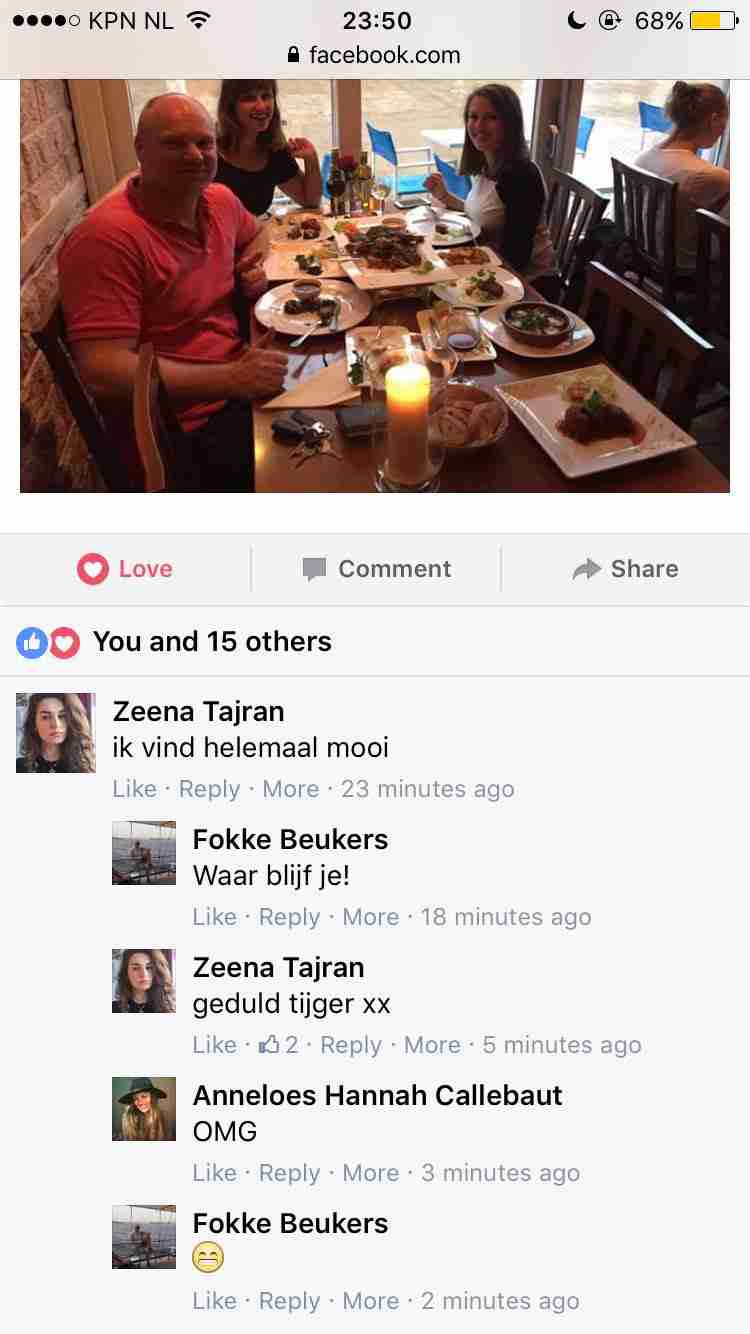 KPN NL 23:50 68%
facebook.com
Love Comment Share
You and 15 others
Zeena Tajran
ik vind helemaal mooi
Like · Reply · More · 23 minutes ago
Fokke Beukers
Waar blijf je!
Like · Reply · More · 18 minutes ago
Zeena Tajran
geduld tijger xx
Like · 2 · Reply · More · 5 minutes ago
Anneloes Hannah Callebaut
OMG
Like · Reply · More · 3 minutes ago
Fokke Beukers
😁
Like · Reply · More · 2 minutes ago